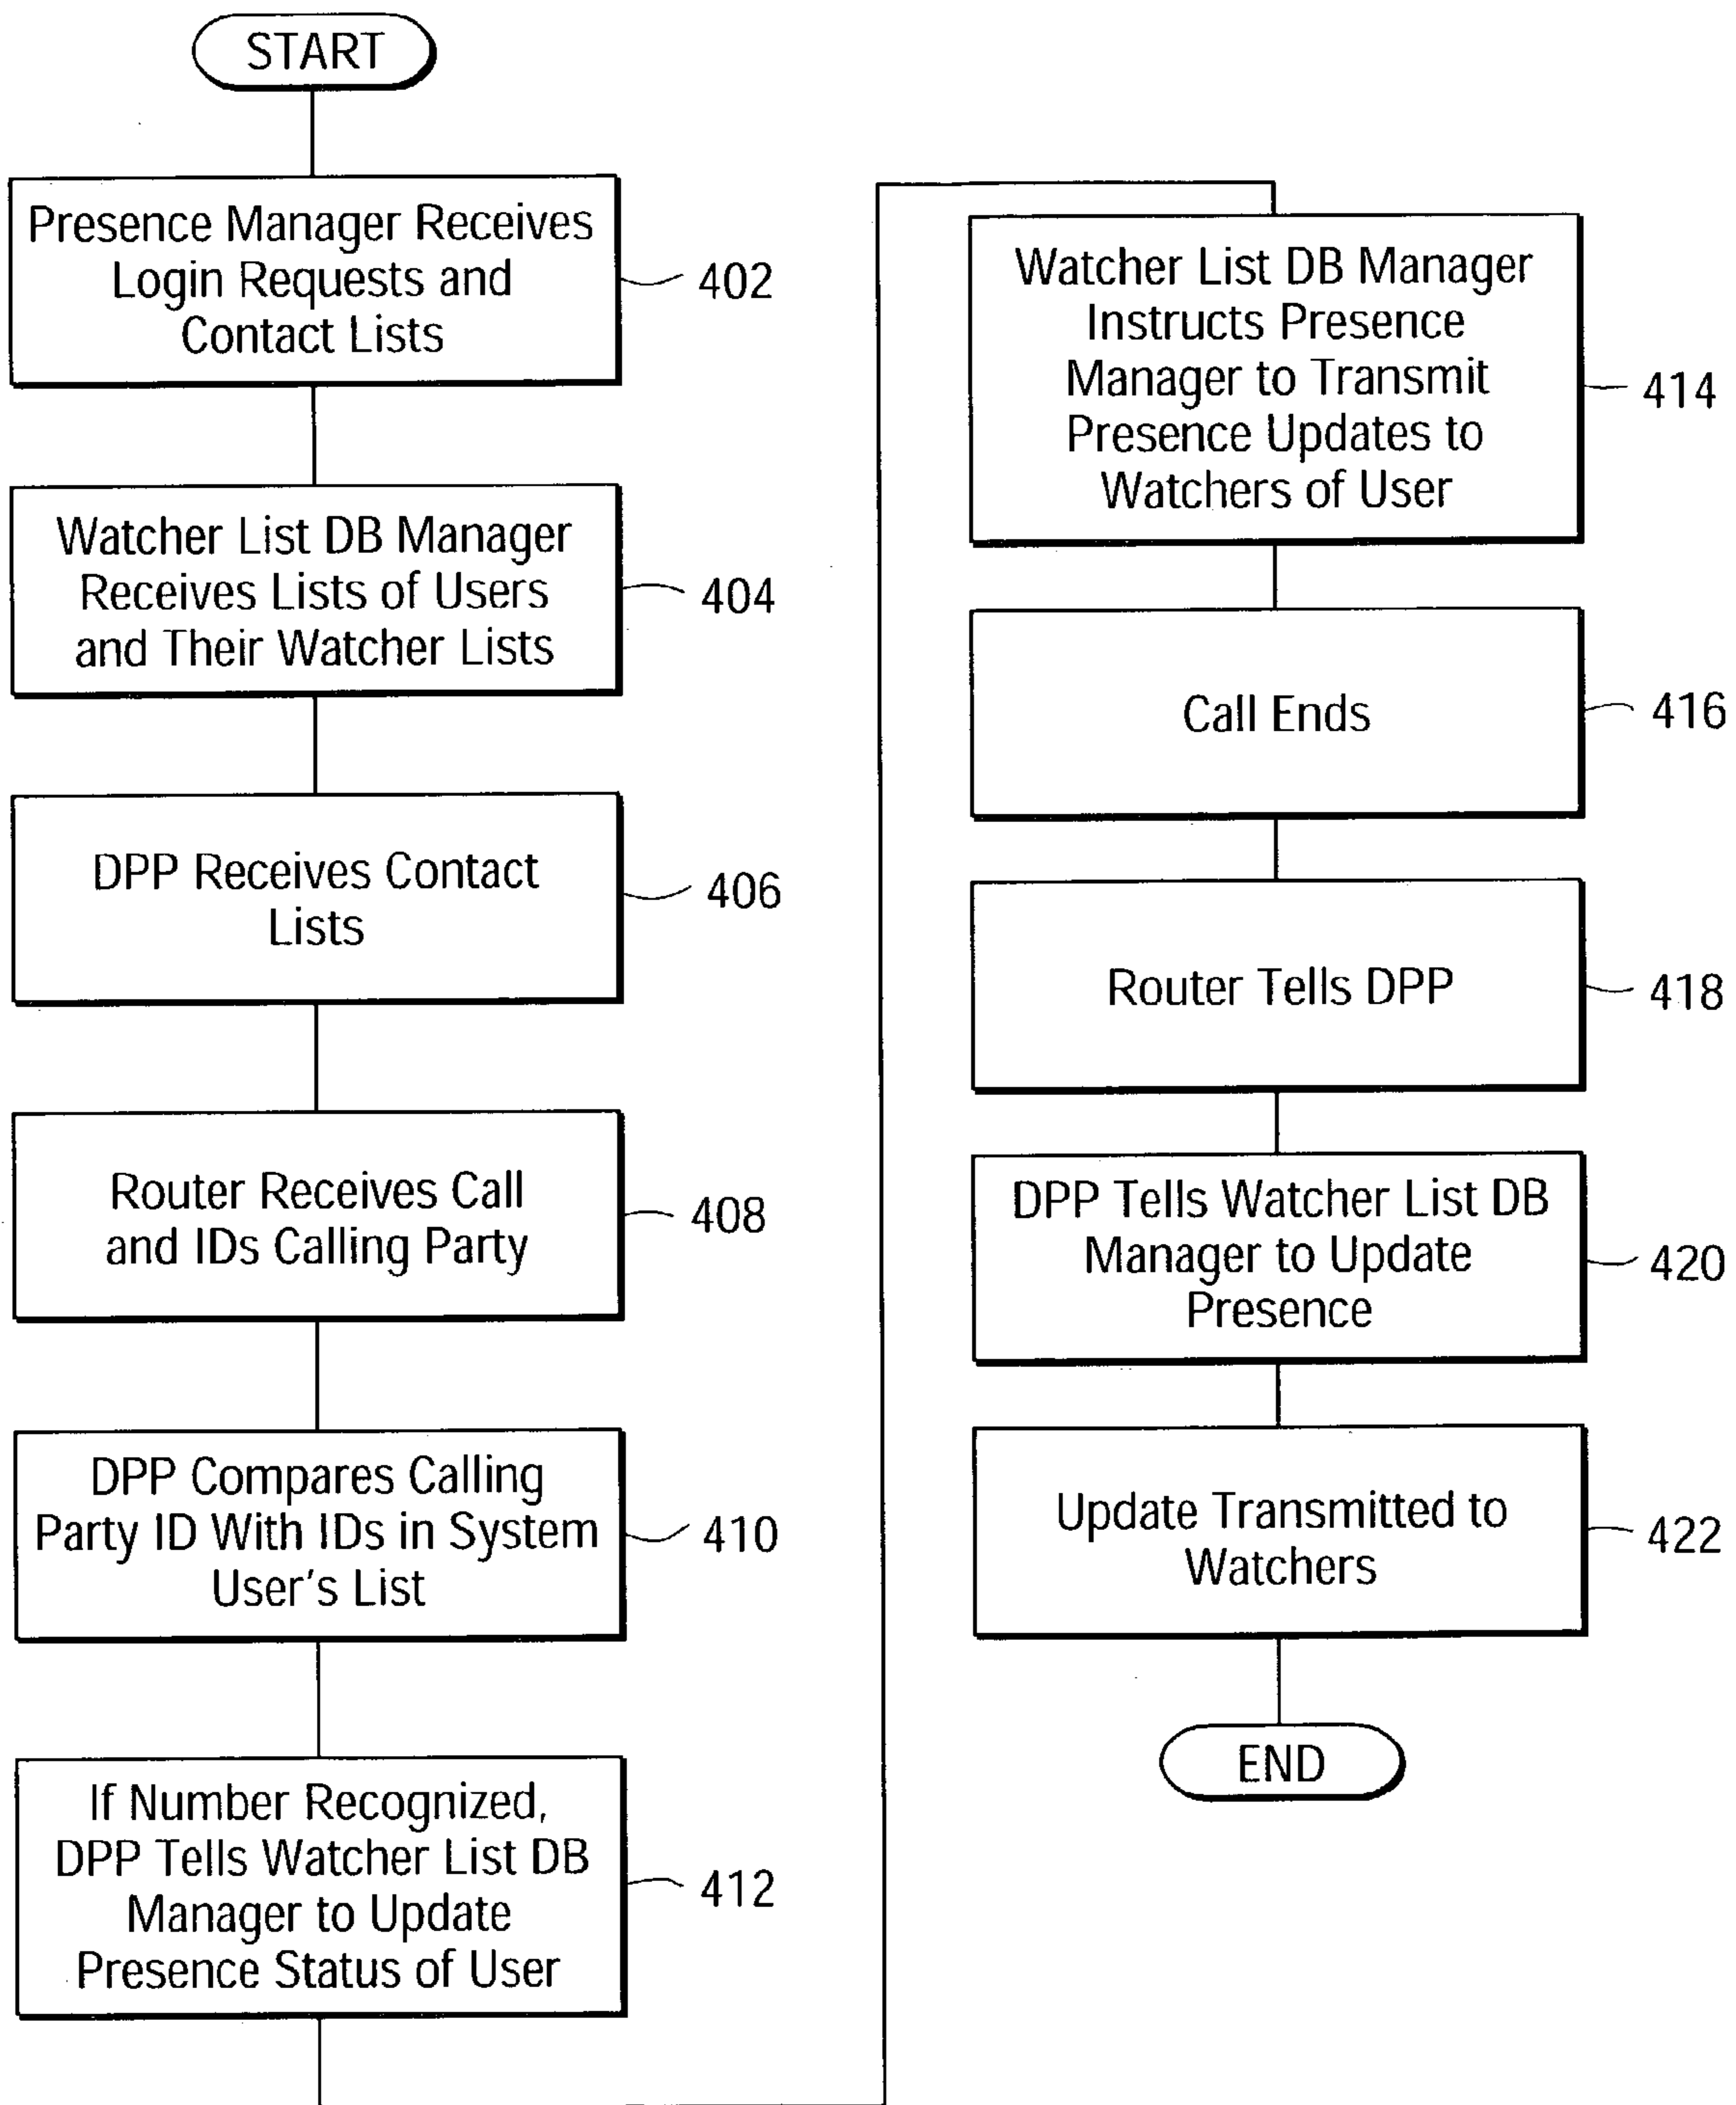 START
Presence Manager Receives
Login Requests and
Contact Lists
402
Watcher List DB Manager
Receives Lists of Users
and Their Watcher Lists
404
DPP Receives Contact
Lists
406
Router Receives Call
and IDs Calling Party
408
DPP Compares Calling
Party ID With IDs in System
User's List
410
If Number Recognized,
DPP Tells Watcher List DB
Manager to Update
Presence Status of User
412
Watcher List DB Manager
Instructs Presence
Manager to Transmit
Presence Updates to
Watchers of User
414
Call Ends
416
Router Tells DPP
418
DPP Tells Watcher List DB
Manager to Update
Presence
420
Update Transmitted to
Watchers
422
END